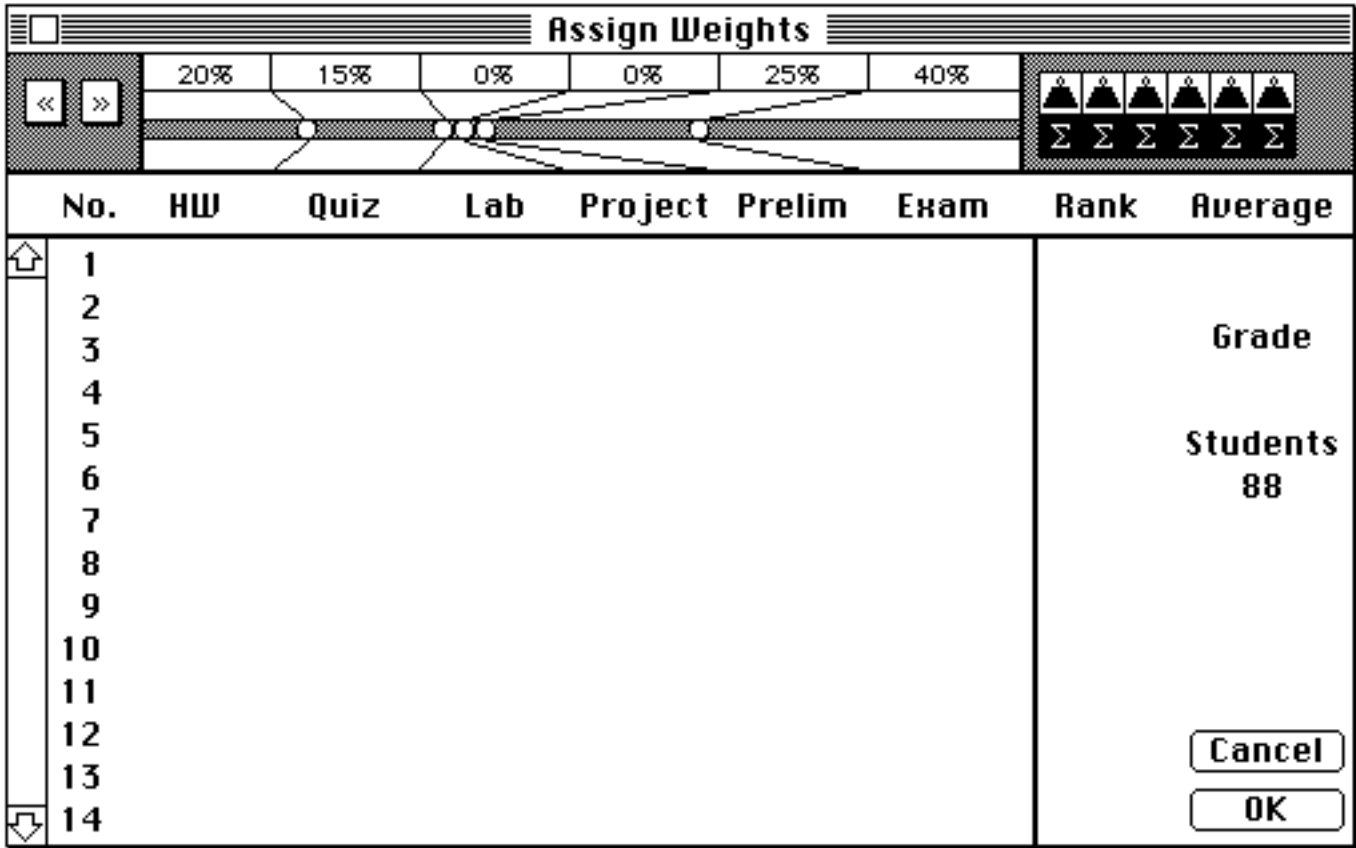 Assign Weights
« » 20% 15% 0% 0% 25% 40%
Σ Σ Σ Σ Σ Σ
No. HW Quiz Lab Project Prelim Exam Rank Average
1
2
3 Grade
4
5 Students
6 88
7
8
9
10
11
12 Cancel
13
14 OK